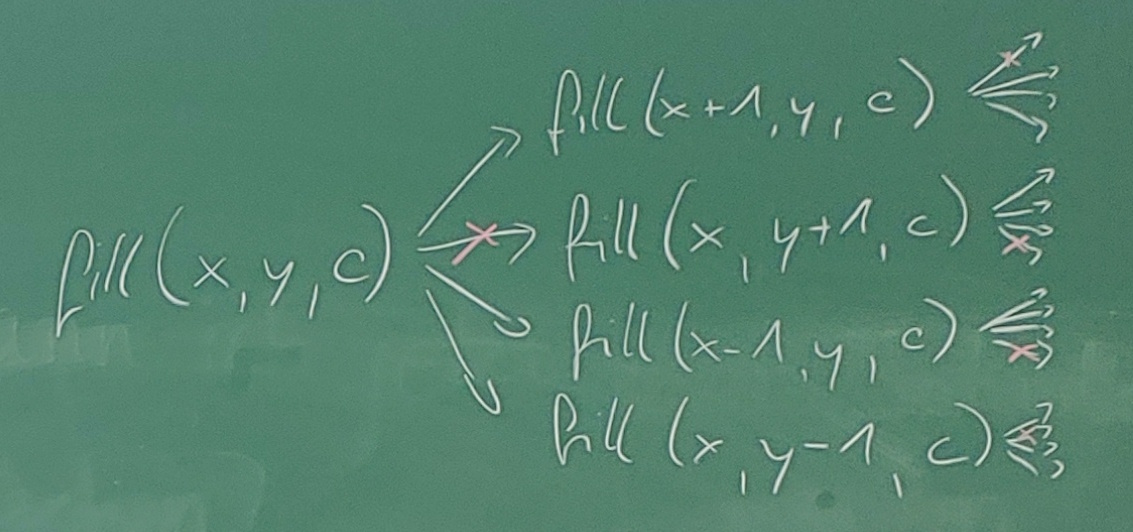 fill(x+1, y, c)
fill(x, y+1, c)
fill(x, y, c)
fill(x-1, y, c)
fill(x, y-1, c)